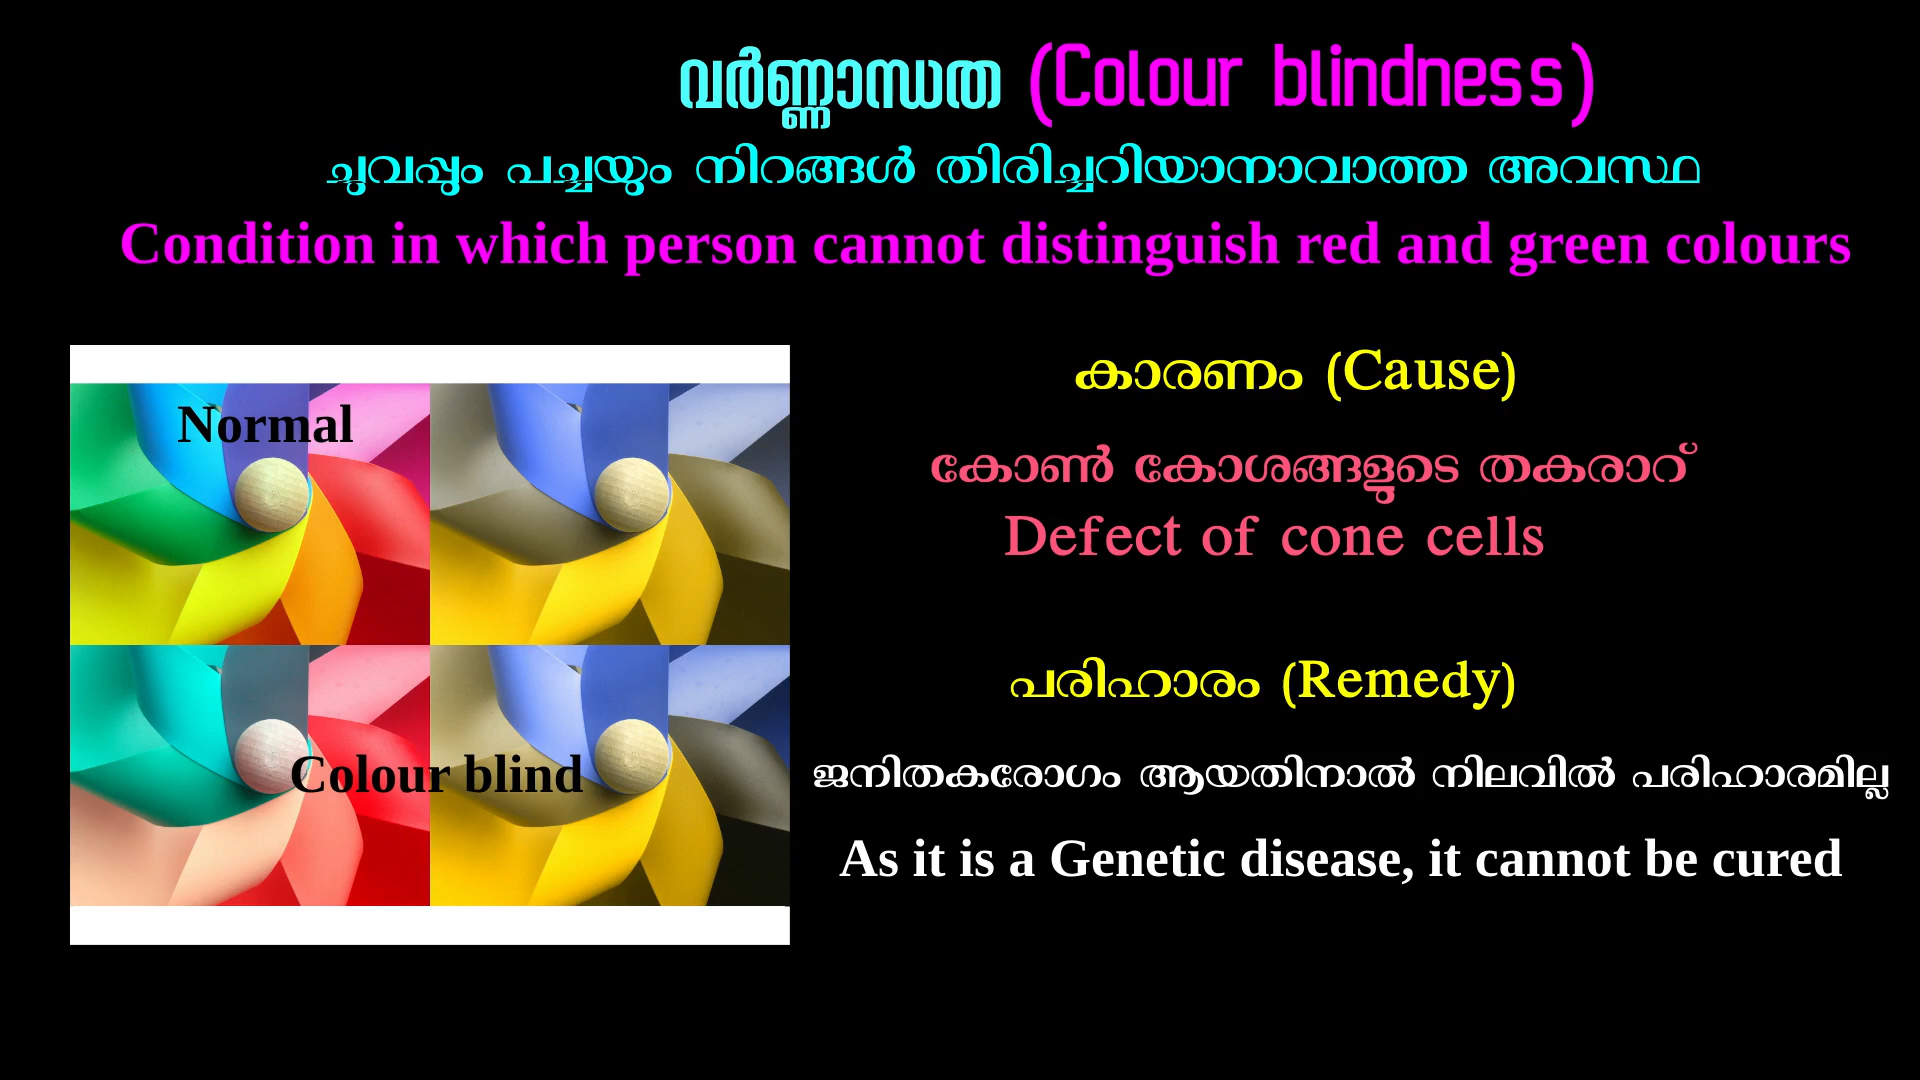 വർണ്ണാന്ധത (Colour blindness)
ചുവപ്പും പച്ചയും നിറങ്ങൾ തിരിച്ചറിയാനാവാത്ത അവസ്ഥ
Condition in which person cannot distinguish red and green colours
Normal
Colour blind
കാരണം (Cause)
കോൺ കോശങ്ങളുടെ തകരാറ്
Defect of cone cells
പരിഹാരം (Remedy)
ജനിതകരോഗം ആയതിനാൽ നിലവിൽ പരിഹാരമില്ല
As it is a Genetic disease, it cannot be cured